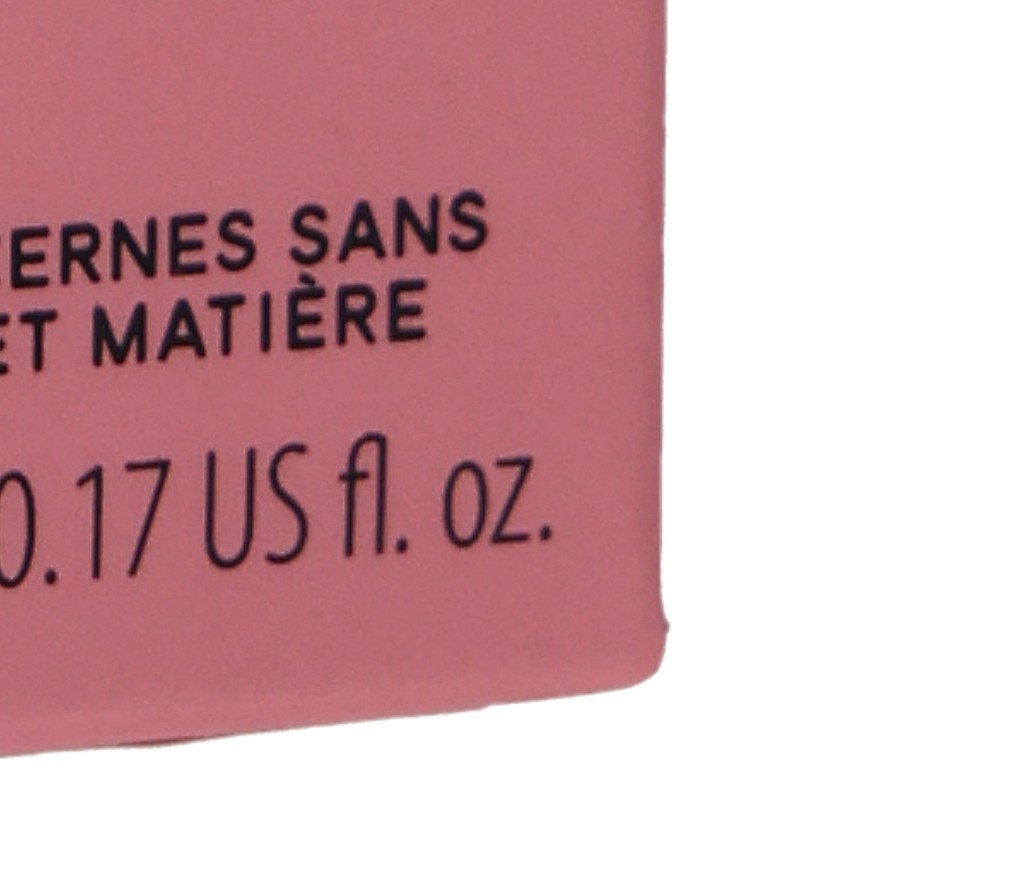 ERNES SANS
ET MATIÈRE
0.17 US fl. oz.